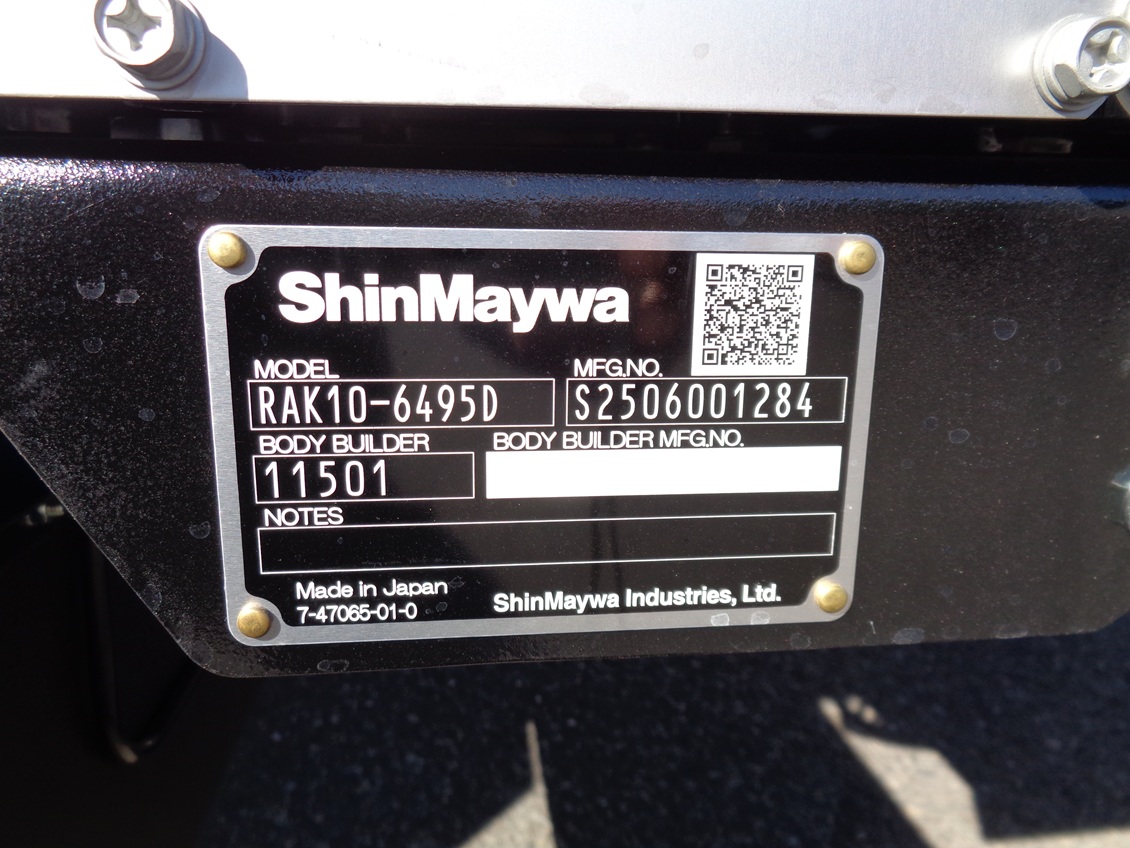 ShinMaywa
MODEL MFG.NO.
RAK10-6495D S2506001284
BODY BUILDER BODY BUILDER MFG.NO.
11501
NOTES
Made in Japan
7-47065-01-0 ShinMaywa Industries, Ltd.